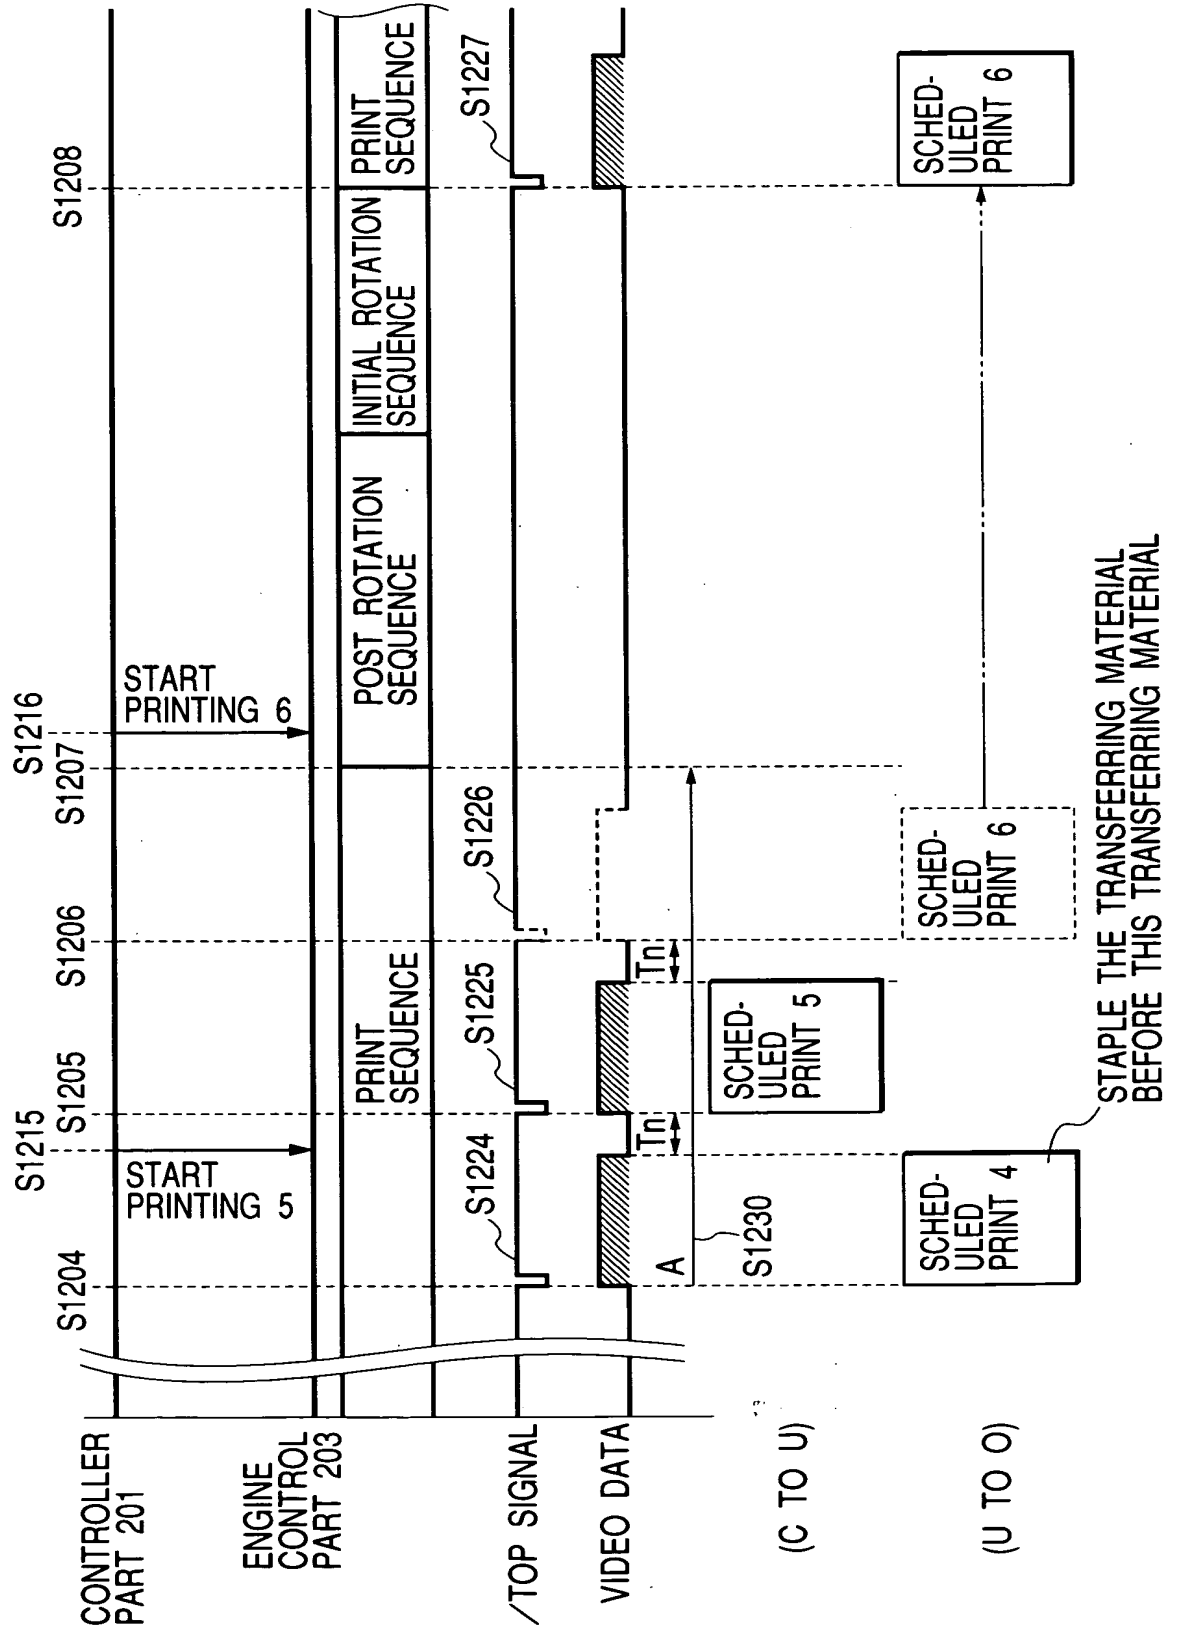 S1204
S1215
S1205
S1206
S1207
S1216
S1208
CONTROLLER
PART 201
START
PRINTING 5
START
PRINTING 6
ENGINE
CONTROL
PART 203
PRINT
SEQUENCE
POST ROTATION
SEQUENCE
INITIAL ROTATION
SEQUENCE
PRINT
SEQUENCE
S1224
S1225
S1226
S1227
/TOP SIGNAL
VIDEO DATA
Tn
Tn
A
S1230
(C TO U)
SCHED-
ULED
PRINT 5
(U TO O)
SCHED-
ULED
PRINT 4
SCHED-
ULED
PRINT 6
SCHED-
ULED
PRINT 6
STAPLE THE TRANSFERRING MATERIAL
BEFORE THIS TRANSFERRING MATERIAL